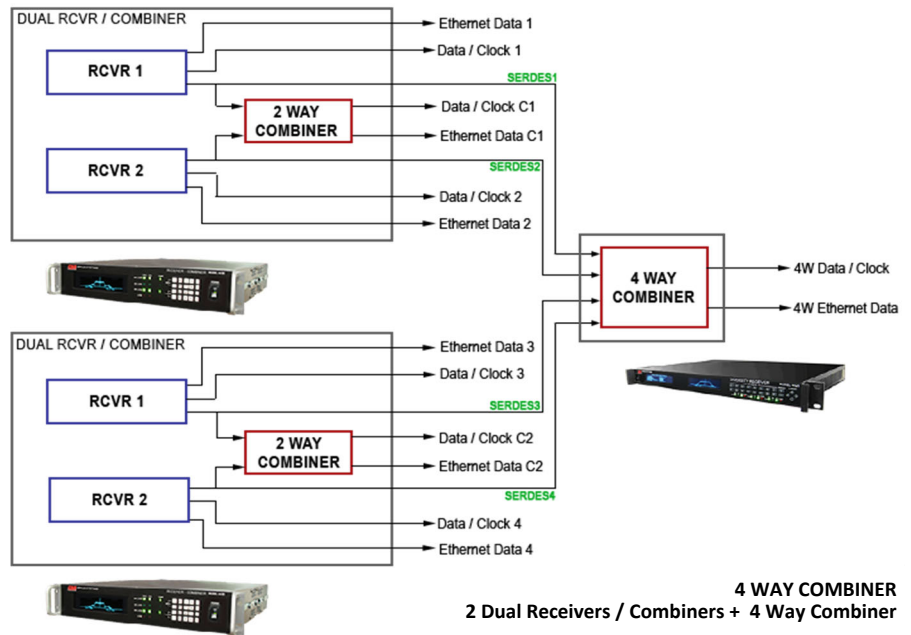 DUAL RCVR / COMBINER
Ethernet Data 1
Data / Clock 1
RCVR 1
SERDES1
2 WAY
COMBINER
Data / Clock C1
Ethernet Data C1
RCVR 2
SERDES2
Data / Clock 2
Ethernet Data 2
4 WAY
COMBINER
4W Data / Clock
4W Ethernet Data
DUAL RCVR / COMBINER
Ethernet Data 3
Data / Clock 3
RCVR 1
SERDES3
2 WAY
COMBINER
Data / Clock C2
Ethernet Data C2
RCVR 2
SERDES4
Data / Clock 4
Ethernet Data 4
4 WAY COMBINER
2 Dual Receivers / Combiners + 4 Way Combiner